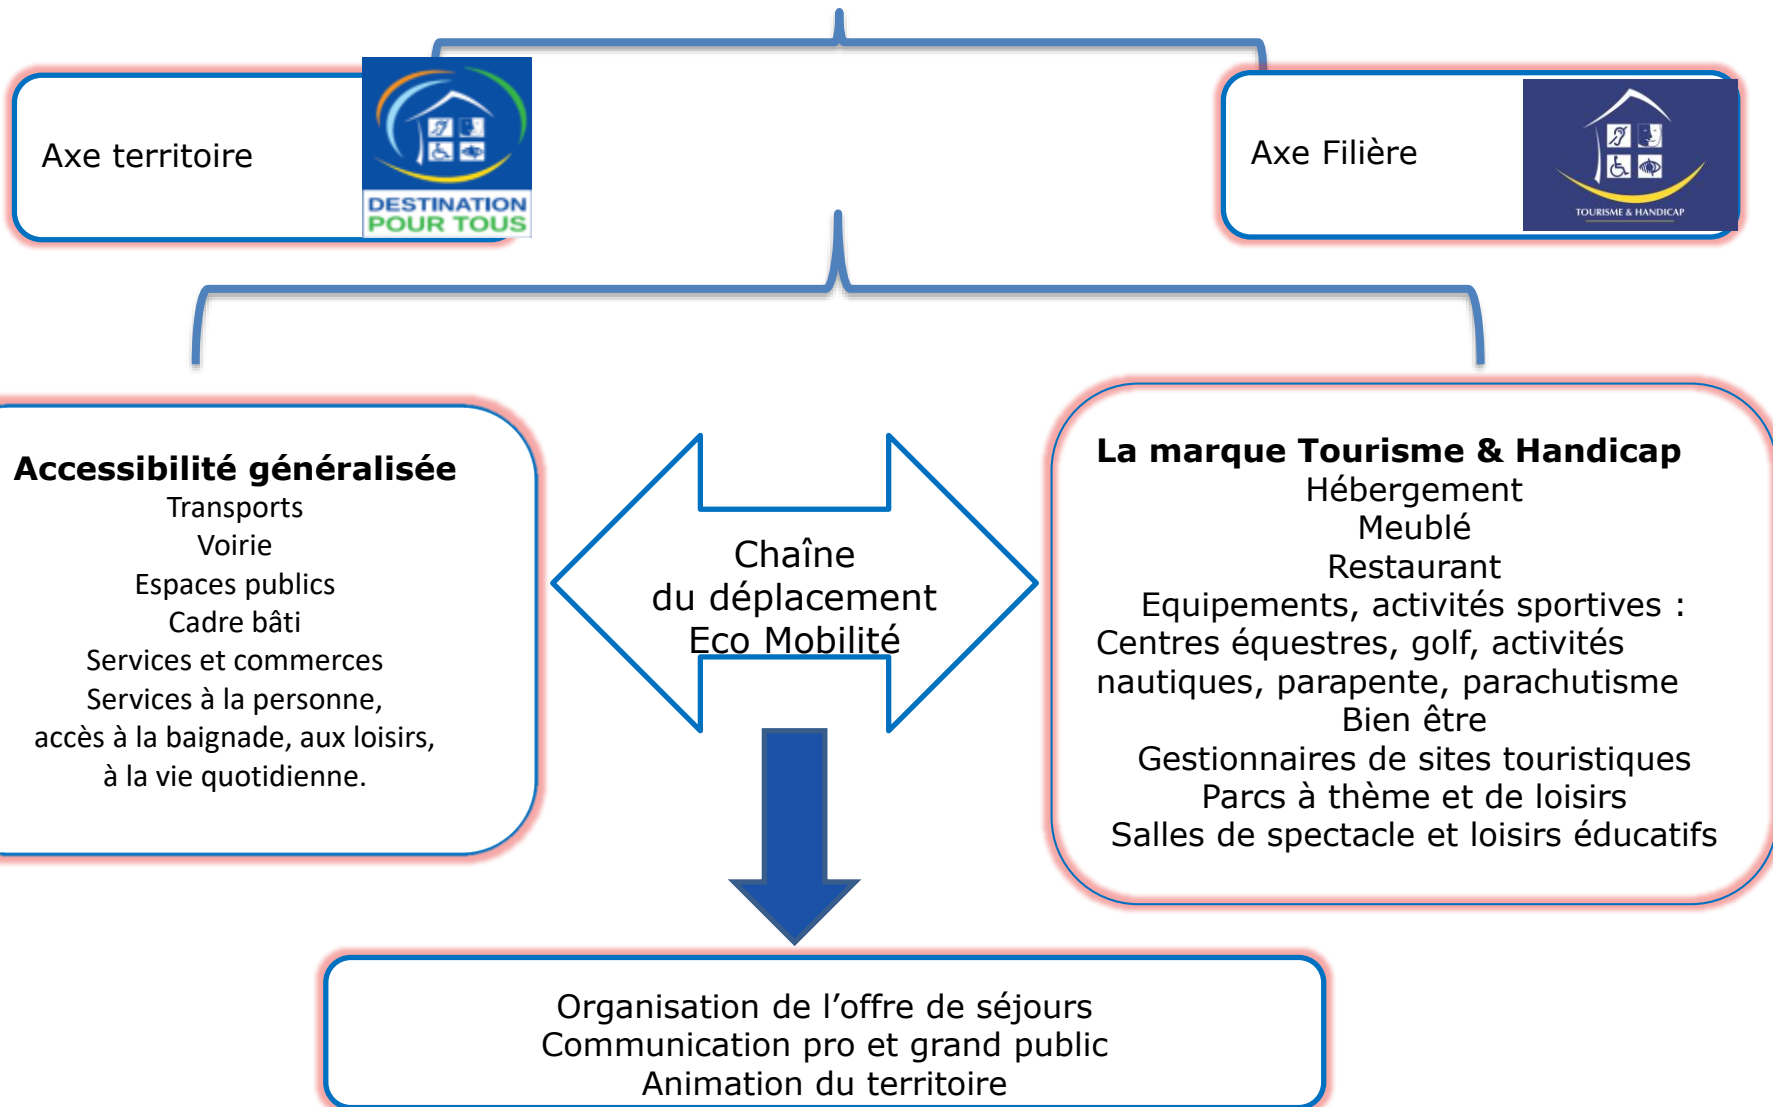 Axe territoire
DESTINATION
POUR TOUS
Axe Filière
TOURISME & HANDICAP
Accessibilité généralisée
Transports
Voirie
Espaces publics
Cadre bâti
Services et commerces
Services à la personne,
accès à la baignade, aux loisirs,
à la vie quotidienne.
Chaîne
du déplacement
Eco Mobilité
La marque Tourisme & Handicap
Hébergement
Meublé
Restaurant
Equipements, activités sportives :
Centres équestres, golf, activités
nautiques, parapente, parachutisme
Bien être
Gestionnaires de sites touristiques
Parcs à thème et de loisirs
Salles de spectacle et loisirs éducatifs
Organisation de l’offre de séjours
Communication pro et grand public
Animation du territoire